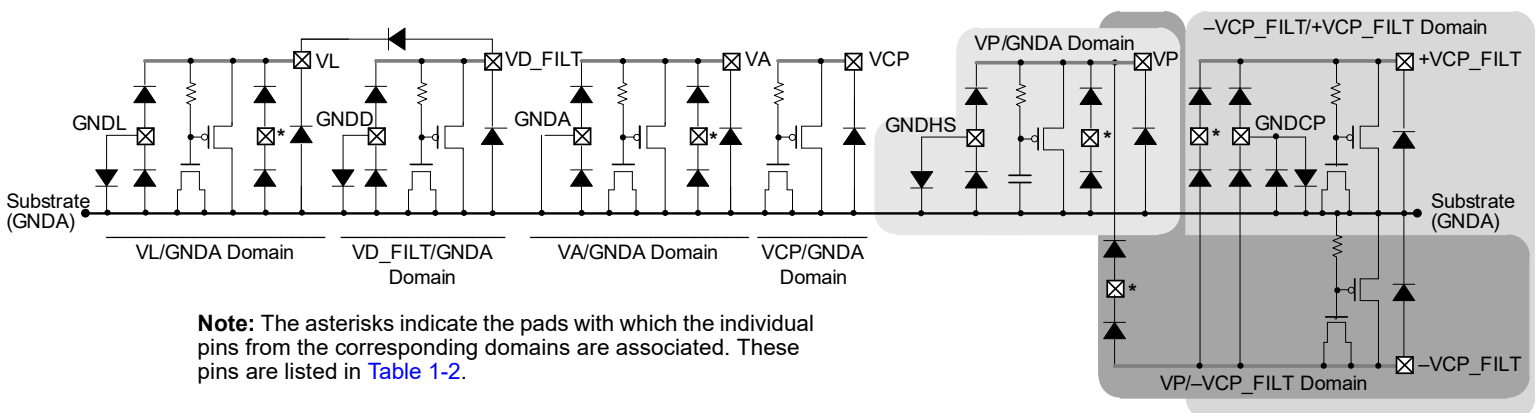 –VCP_FILT/+VCP_FILT Domain
VP/GNDA Domain
VL
VD_FILT
VA
VCP
VP
+VCP_FILT
GNDL
*
GNDD
GNDA
*
GNDHS
*
*
GNDCP
Substrate
(GNDA)
Substrate
(GNDA)
VL/GNDA Domain
VD_FILT/GNDA
Domain
VA/GNDA Domain
VCP/GNDA
Domain
*
Note: The asterisks indicate the pads with which the individual
pins from the corresponding domains are associated. These
pins are listed in Table 1-2.
–VCP_FILT
VP/–VCP_FILT Domain